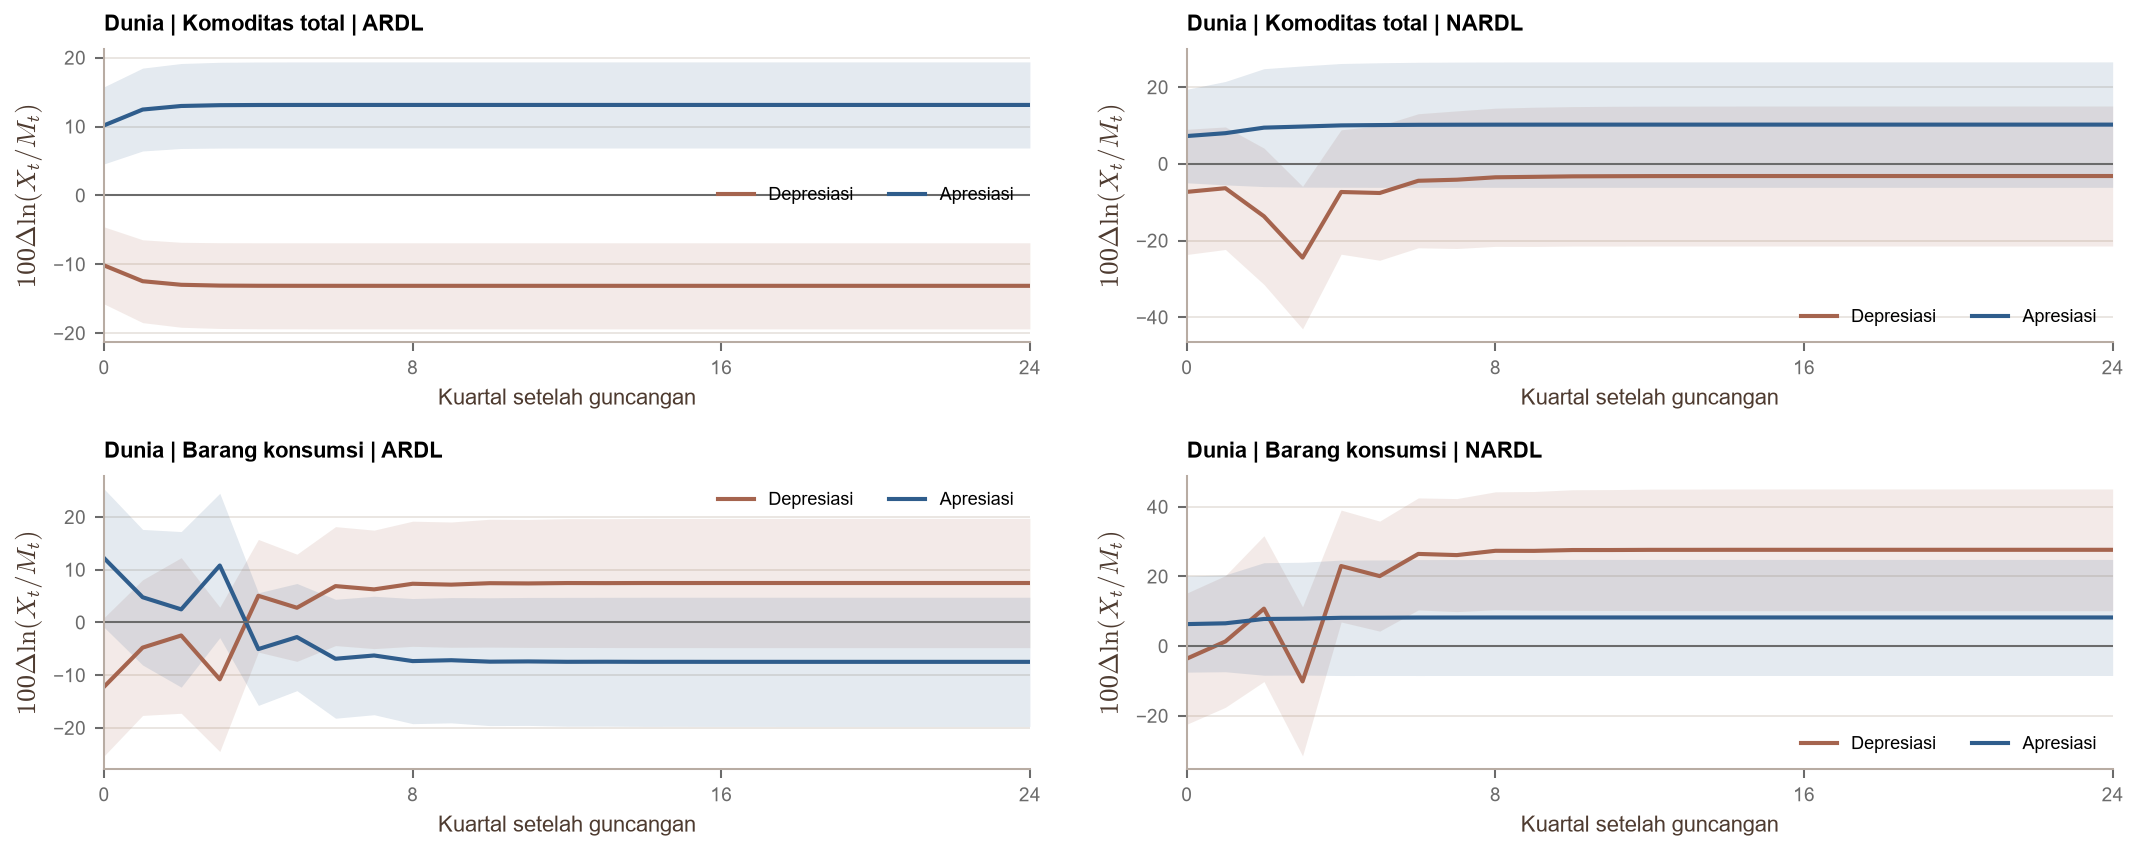 Dunia | Komoditas total | ARDL
20
10
0
−10
−20
100Δln(X_t/M_t)
Depresiasi Apresiasi
0 8 16 24
Kuartal setelah guncangan
Dunia | Komoditas total | NARDL
20
0
−20
−40
100Δln(X_t/M_t)
Depresiasi Apresiasi
0 8 16 24
Kuartal setelah guncangan
Dunia | Barang konsumsi | ARDL
20
10
0
−10
−20
100Δln(X_t/M_t)
Depresiasi Apresiasi
0 8 16 24
Kuartal setelah guncangan
Dunia | Barang konsumsi | NARDL
40
20
0
−20
100Δln(X_t/M_t)
Depresiasi Apresiasi
0 8 16 24
Kuartal setelah guncangan